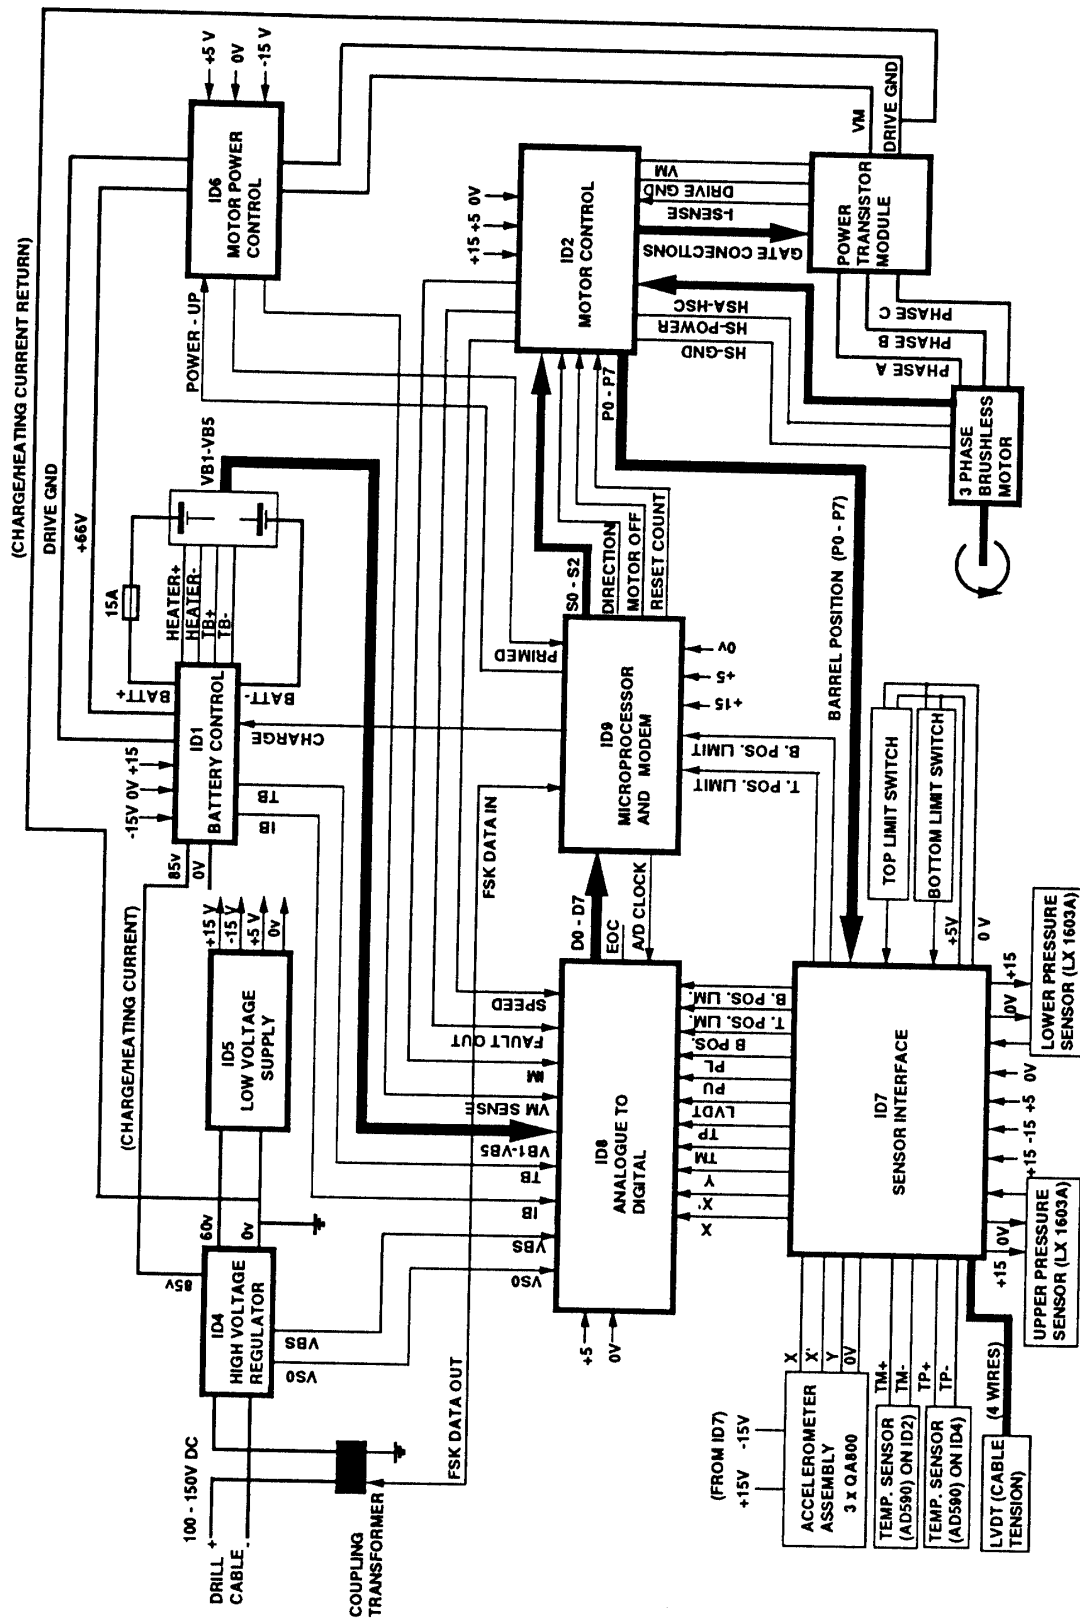 (CHARGE/HEATING CURRENT RETURN)
DRIVE GND
+66V
(CHARGE/HEATING CURRENT)
100 - 150V DC
DRILL +
CABLE -
COUPLING
TRANSFORMER
FSK DATA OUT
85v
ID4
HIGH VOLTAGE
REGULATOR
60v
0v
VBS
VS0
ID5
LOW VOLTAGE
SUPPLY
+15 V
-15 V
+5 V
0v
85v
0V
-15V 0V +15
ID1
BATTERY CONTROL
BATT+
BATT-
HEATER+
HEATER-
TB+
TB-
15A
VB1-VB5
TB
IB
CHARGE
POWER - UP
ID6
MOTOR POWER
CONTROL
+5 V
0V
-15 V
FSK DATA IN
PRIMED
ID9
MICROPROCESSOR
AND MODEM
S0 - S2
DIRECTION
MOTOR OFF
RESET COUNT
+15
+5
0v
T. POS. LIMIT
B. POS. LIMIT
D0 - D7
EOC
A/D CLOCK
+15 +5 0V
ID2
MOTOR CONTROL
P0 - P7
VM
DRIVE GND
I-SENSE
GATE CONECTIONS
HSA-HSC
HS-POWER
HS-GND
VM
DRIVE GND
POWER
TRANSISTOR
MODULE
PHASE A
PHASE B
PHASE C
3 PHASE
BRUSHLESS
MOTOR
BARREL POSITION (P0 - P7)
VS0
VBS
IB
TB
VB1-VB5
VM SENSE
IM
FAULT OUT
SPEED
ID8
ANALOGUE TO
DIGITAL
+5
0V
X
X'
Y
TM
TP
LVDT
PU
PL
B POS.
T. POS. LIM.
B. POS. LIM.
ID7
SENSOR INTERFACE
TOP LIMIT SWITCH
BOTTOM LIMIT SWITCH
+5V
0 V
(FROM ID7)
+15V -15V
ACCELEROMETER
ASSEMBLY
3 x QA800
X
X'
Y
0V
TEMP. SENSOR
(AD590) ON ID2)
TM+
TM-
TEMP. SENSOR
(AD590) ON ID4)
TP+
TP-
LVDT (CABLE
TENSION)
(4 WIRES)
+15 0V
UPPER PRESSURE
SENSOR (LX 1603A)
+15 -15 +5 0V
0V +15
LOWER PRESSURE
SENSOR (LX 1603A)